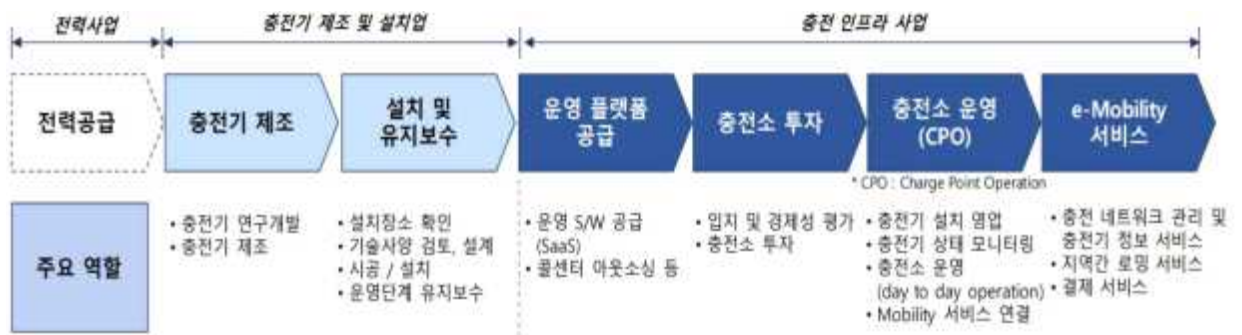 전력사업
충전기 제조 및 설치업
충전 인프라 사업
전력공급
충전기 제조
설치 및
유지보수
운영 플랫폼
공급
충전소 투자
충전소 운영
(CPO)
e-Mobility
서비스
* CPO : Charge Point Operation
주요 역할
• 충전기 연구개발
• 충전기 제조
• 설치장소 확인
• 기술사양 검토, 설계
• 시공 / 설치
• 운영단계 유지보수
• 운영 S/W 공급
(SaaS)
• 콜센터 아웃소싱 등
• 입지 및 경제성 평가
• 충전소 투자
• 충전기 설치 영업
• 충전기 상태 모니터링
• 충전소 운영
(day to day operation)
• Mobility 서비스 연결
• 충전 네트워크 관리 및
충전기 정보 서비스
• 지역간 로밍 서비스
• 결제 서비스